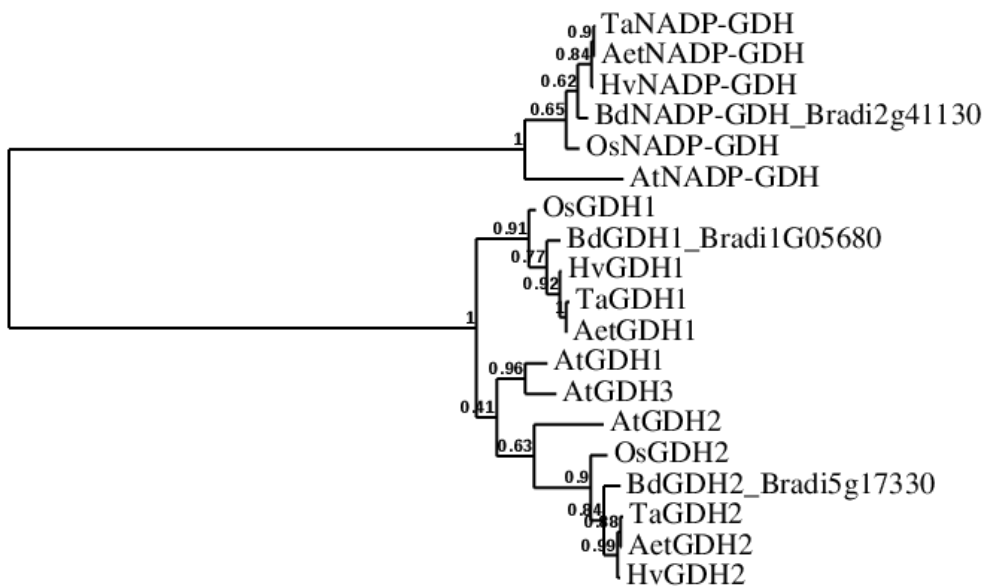 0.9 TaNADP-GDH
0.84 AetNADP-GDH
HvNADP-GDH
0.62
0.65 BdNADP-GDH_Bradi2g41130
1 OsNADP-GDH
AtNADP-GDH
OsGDH1
0.91 BdGDH1_Bradi1G05680
0.77 HvGDH1
0.92
1 TaGDH1
AetGDH1
1
0.96 AtGDH1
AtGDH3
0.41
AtGDH2
0.63 OsGDH2
0.9 BdGDH2_Bradi5g17330
0.84 TaGDH2
0.88
0.99 AetGDH2
HvGDH2